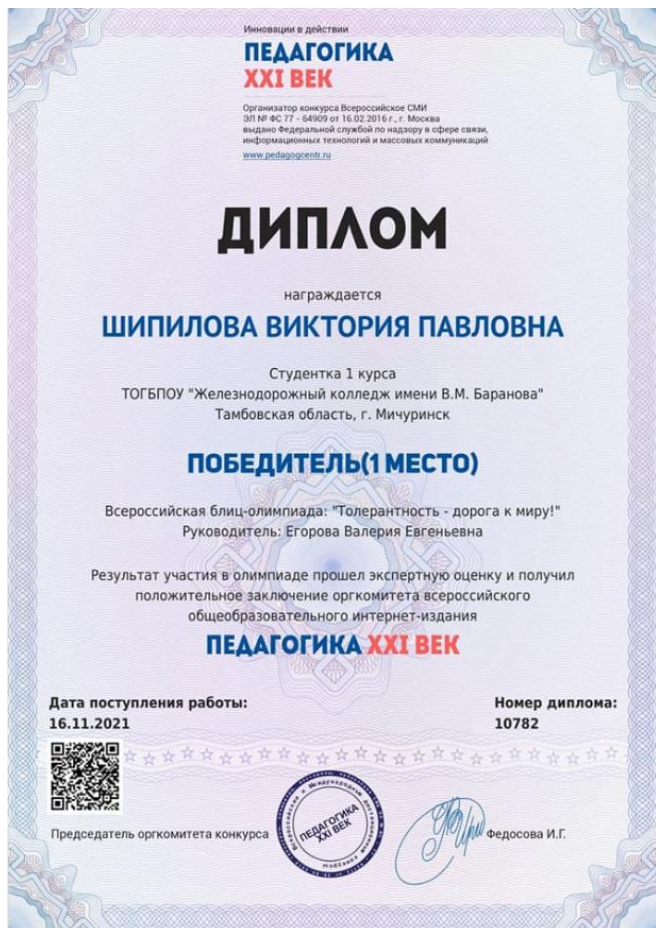 Инновации в действии
ПЕДАГОГИКА
XXI ВЕК
Организатор конкурса Всероссийское СМИ
ЭЛ № ФС 77 - 64909 от 16.02.2016 г., г. Москва
выдано Федеральной службой по надзору в сфере связи,
информационных технологий и массовых коммуникаций
www.pedagogcentr.ru
ДИПЛОМ
награждается
ШИПИЛОВА ВИКТОРИЯ ПАВЛОВНА
Студентка 1 курса
ТОГБПОУ "Железнодорожный колледж имени В.М. Баранова"
Тамбовская область, г. Мичуринск
ПОБЕДИТЕЛЬ(1 МЕСТО)
Всероссийская блиц-олимпиада: "Толерантность - дорога к миру!"
Руководитель: Егорова Валерия Евгеньевна
Результат участия в олимпиаде прошел экспертную оценку и получил
положительное заключение оргкомитета всероссийского
общеобразовательного интернет-издания
ПЕДАГОГИКА XXI ВЕК
Дата поступления работы:
16.11.2021
Номер диплома:
10782
Председатель оргкомитета конкурса
ПЕДАГОГИКА
XXI ВЕК
Федосова И.Г.